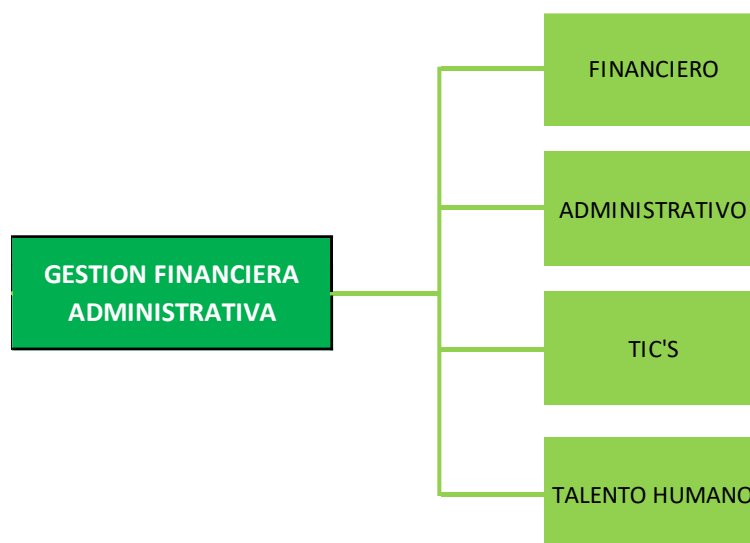 FINANCIERO
ADMINISTRATIVO
GESTION FINANCIERA
ADMINISTRATIVA
TIC'S
TALENTO HUMANO